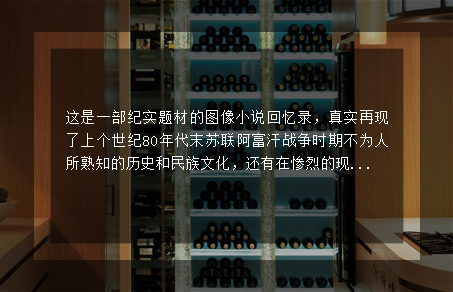 这是一部纪实题材的图像小说回忆录，真实再现
了上个世纪80年代末苏联阿富汗战争时期不为人
所熟知的历史和民族文化，还有在惨烈的现...